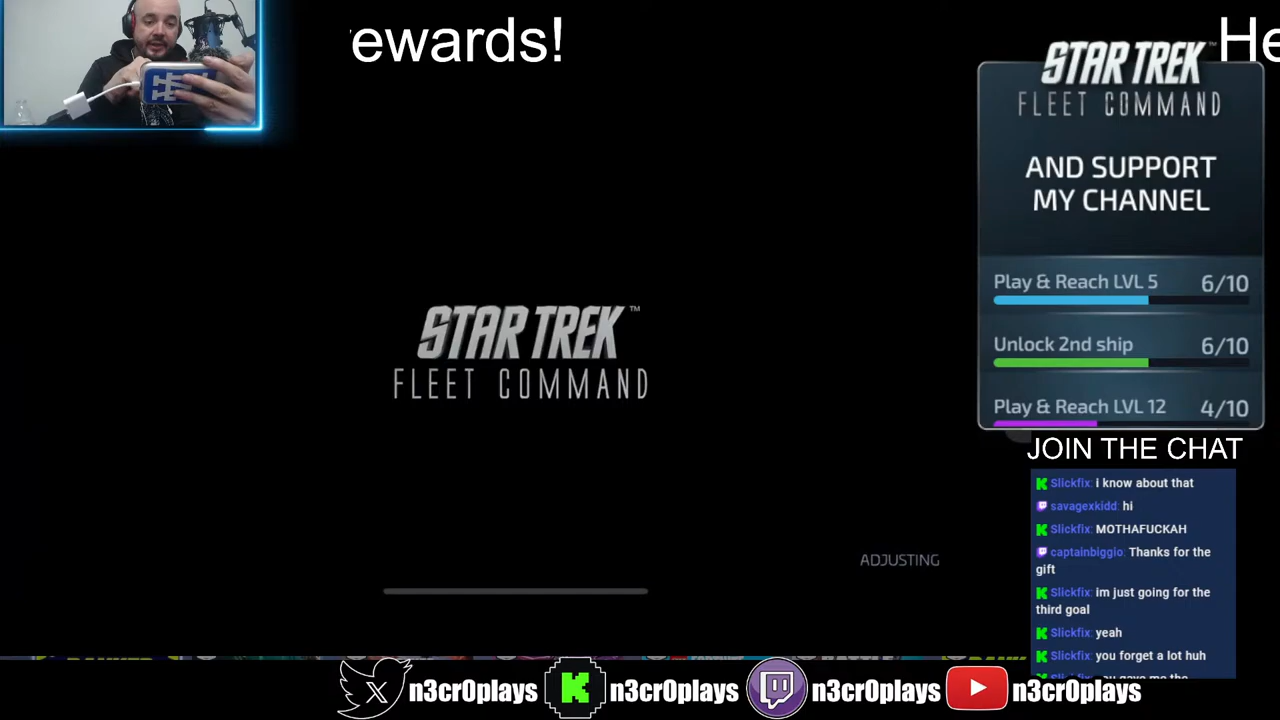 ewards!
He
STAR TREK
FLEET COMMAND
AND SUPPORT
MY CHANNEL
Play & Reach LVL 5 6/10
Unlock 2nd ship 6/10
Play & Reach LVL 12 4/10
STAR TREK™
FLEET COMMAND
ADJUSTING
JOIN THE CHAT
Slickfix: i know about that
savagexkidd: hi
Slickfix: MOTHAFUCKAH
captainbiggio: Thanks for the
gift
Slickfix: im just going for the
third goal
Slickfix: yeah
Slickfix: you forget a lot huh
n3cr0plays
K n3cr0plays
n3cr0plays
n3cr0plays